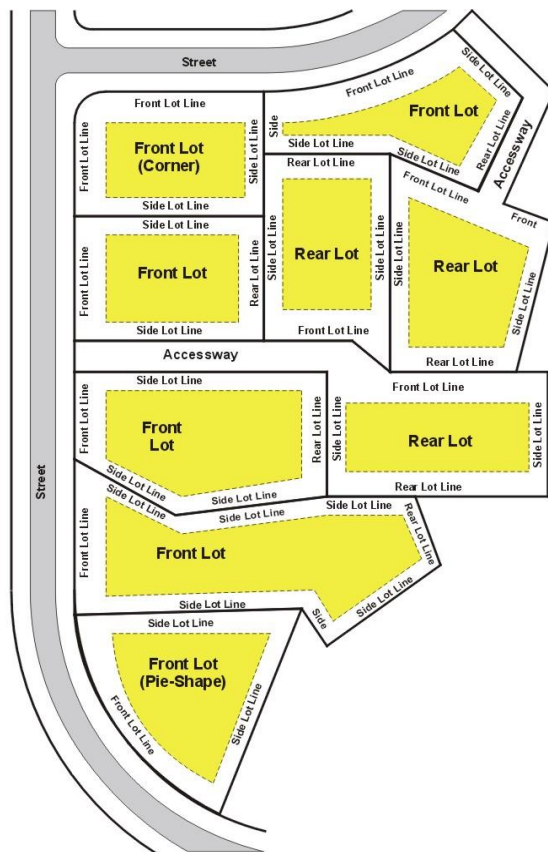 Street
Front Lot Line
Front Lot Line
Front Lot
(Corner)
Side Lot Line
Side Lot Line
Front Lot Line
Side
Front Lot
Side Lot Line
Side Lot Line
Side Lot Line
Rear Lot Line
Accessway
Rear Lot Line
Side Lot Line
Rear Lot
Side Lot Line
Front Lot Line
Front Lot Line
Front
Side Lot Line
Rear Lot
Side Lot Line
Rear Lot Line
Side Lot Line
Front Lot Line
Front Lot
Rear Lot Line
Side Lot Line
Accessway
Side Lot Line
Front Lot Line
Front
Lot
Rear Lot Line
Side Lot Line
Side Lot Line
Front Lot Line
Side Lot Line
Rear Lot
Side Lot Line
Rear Lot Line
Street
Side Lot Line
Side Lot Line
Side Lot Line
Front Lot Line
Front Lot
Rear Lot Line
Side Lot Line
Side
Side Lot Line
Side Lot Line
Front Lot
(Pie-Shape)
Front Lot Line
Side Lot Line